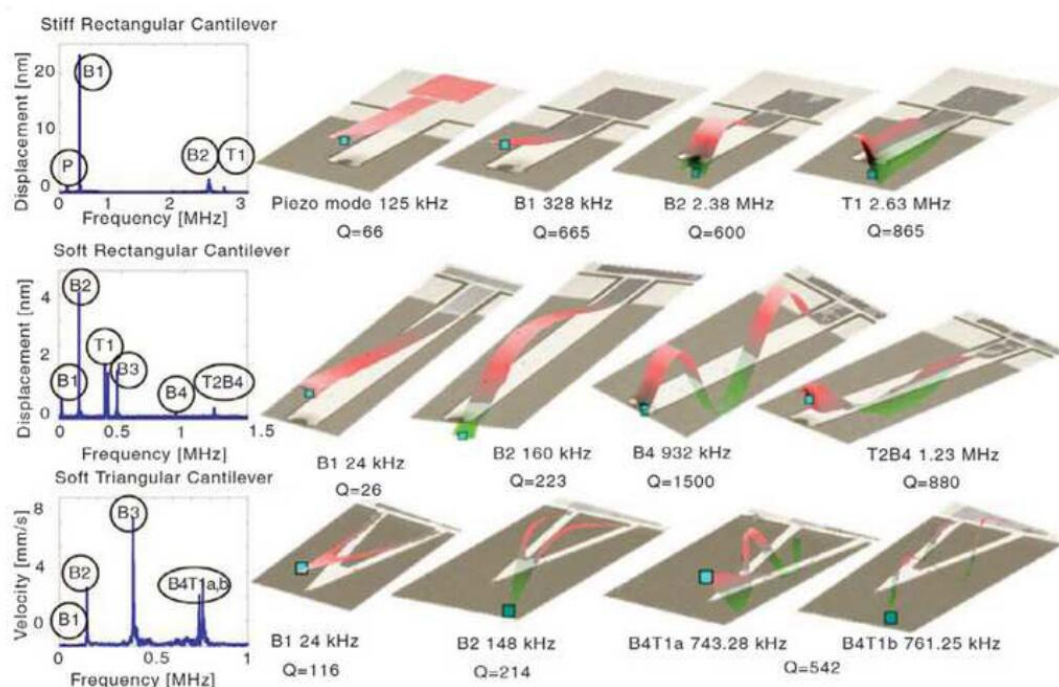 Stiff Rectangular Cantilever
Displacement [nm]
20
10
0
P
B1
B2
T1
0 1 2 3
Frequency [MHz]
Piezo mode 125 kHz
Q=66
B1 328 kHz
Q=665
B2 2.38 MHz
Q=600
T1 2.63 MHz
Q=865
Soft Rectangular Cantilever
Displacement [nm]
4
2
0
B1
B2
T1
B3
B4
T2B4
0 0.5 1 1.5
Frequency [MHz]
B1 24 kHz
Q=26
B2 160 kHz
Q=223
B4 932 kHz
Q=1500
T2B4 1.23 MHz
Q=880
Soft Triangular Cantilever
Velocity [mm/s]
8
4
0
B1
B2
B3
B4T1a,b
0 0.5 1
Frequency [MHz]
B1 24 kHz
Q=116
B2 148 kHz
Q=214
B4T1a 743.28 kHz
B4T1b 761.25 kHz
Q=542